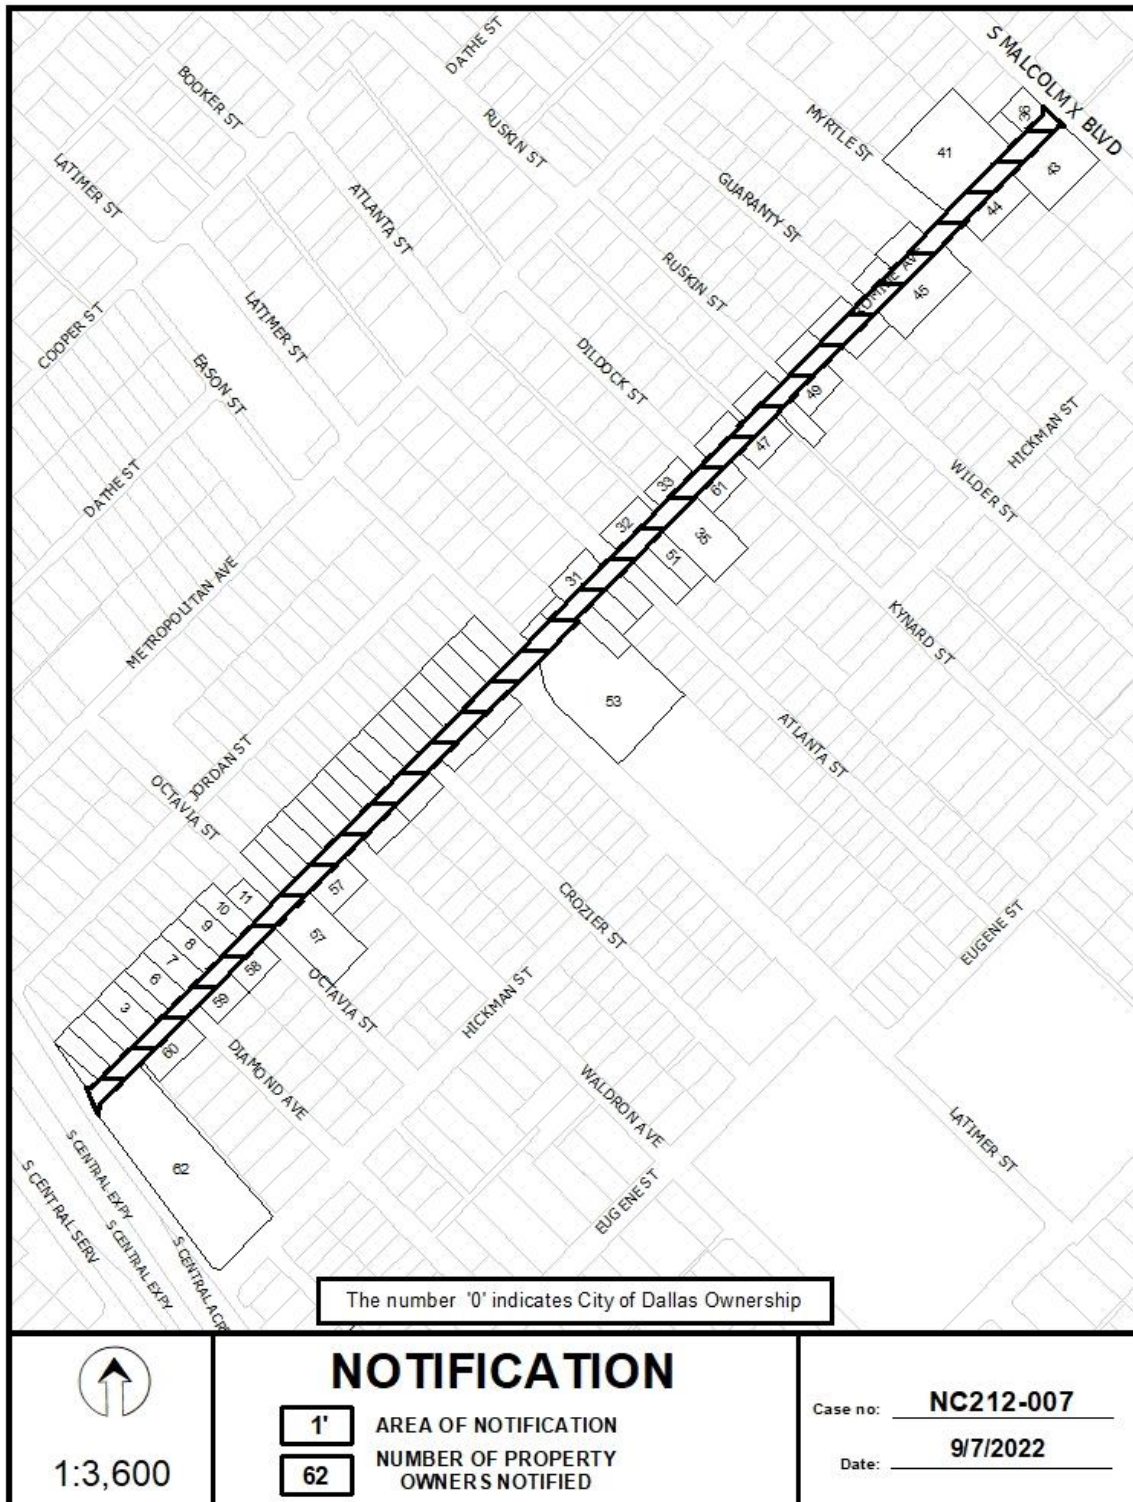 DATHE ST
S MALCOLM X BLVD
BOOKER ST
RUSKIN ST
MYRTLE ST
36
41
43
LATIMER ST
ATLANTA ST
GUARANTY ST
44
RUSKIN ST
45
COOPER ST
LATIMER ST
EASON ST
DILDOCK ST
49
HICKMAN ST
47
WILDER ST
DATHE ST
33
61
32
35
51
METROPOLITAN AVE
31
KYNARD ST
53
ATLANTA ST
JORDAN ST
OCTAVIA ST
57
11
10
9
8
7
6
3
57
58
59
60
CROZIER ST
EUGENE ST
OCTAVIA ST
HICKMAN ST
DIAMOND AVE
WALDRON AVE
LATIMER ST
62
S CENTRAL EXPY
S CENTRAL SERV
S CENTRAL EXPY
EUGENE ST
The number '0' indicates City of Dallas Ownership
1:3,600
NOTIFICATION
1' AREA OF NOTIFICATION
62 NUMBER OF PROPERTY
OWNERS NOTIFIED
Case no: NC212-007
Date: 9/7/2022